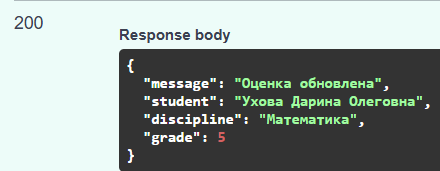 200
Response body
{
"message": "Оценка обновлена",
"student": "Ухова Дарина Олеговна",
"discipline": "Математика",
"grade": 5
}